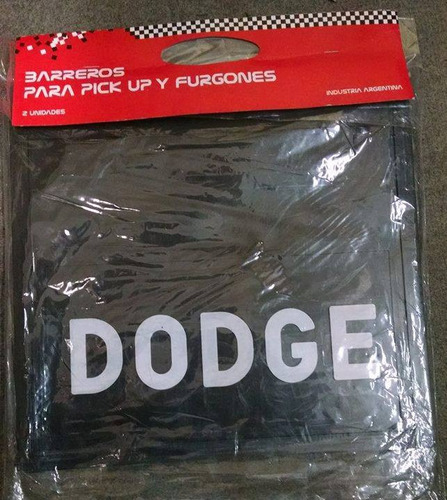 BARREROS
PARA PICK UP Y FURGONES
2 UNIDADES
INDUSTRIA ARGENTINA
DODGE